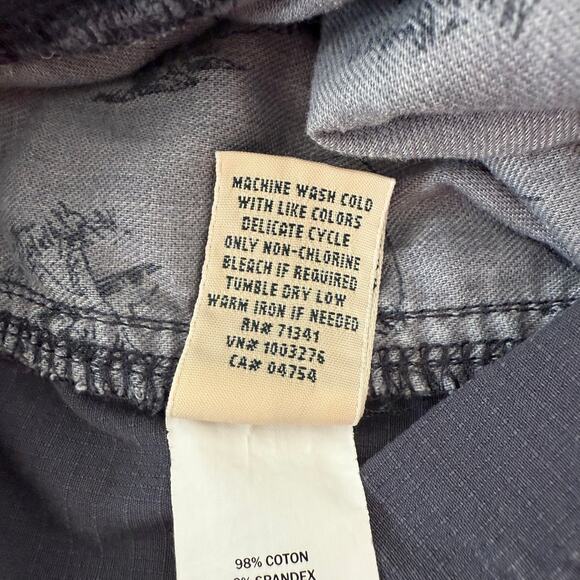 MACHINE WASH COLD
WITH LIKE COLORS
DELICATE CYCLE
ONLY NON-CHLORINE
BLEACH IF REQUIRED
TUMBLE DRY LOW
WARM IRON IF NEEDED
RN# 71341
VN# 1003276
CA# 04754
98% COTON
SPANDEX